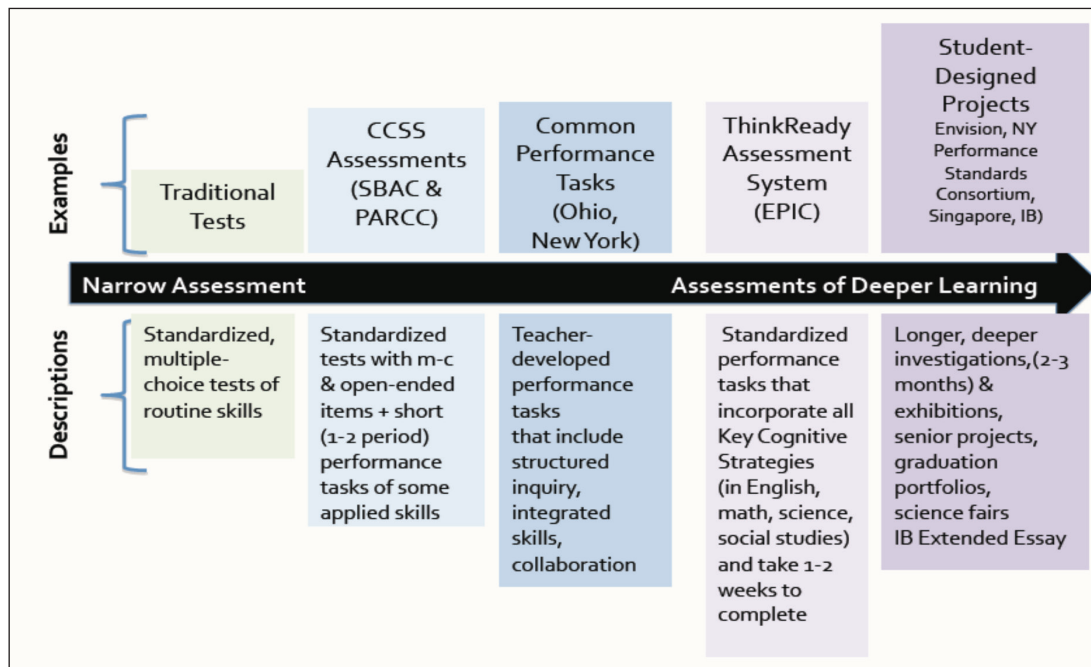 Examples
Traditional
Tests
CCSS
Assessments
(SBAC &
PARCC)
Common
Performance
Tasks
(Ohio,
New York)
ThinkReady
Assessment
System
(EPIC)
Student-
Designed
Projects
Envision, NY
Performance
Standards
Consortium,
Singapore, IB)
Narrow Assessment
Assessments of Deeper Learning
Descriptions
Standardized,
multiple-
choice tests of
routine skills
Standardized
tests with m-c
& open-ended
items + short
(1-2 period)
performance
tasks of some
applied skills
Teacher-
developed
performance
tasks
that include
structured
inquiry,
integrated
skills,
collaboration
Standardized
performance
tasks that
incorporate all
Key Cognitive
Strategies
(in English,
math, science,
social studies)
and take 1-2
weeks to
complete
Longer, deeper
investigations,(2-3
months) &
exhibitions,
senior projects,
graduation
portfolios,
science fairs
IB Extended Essay